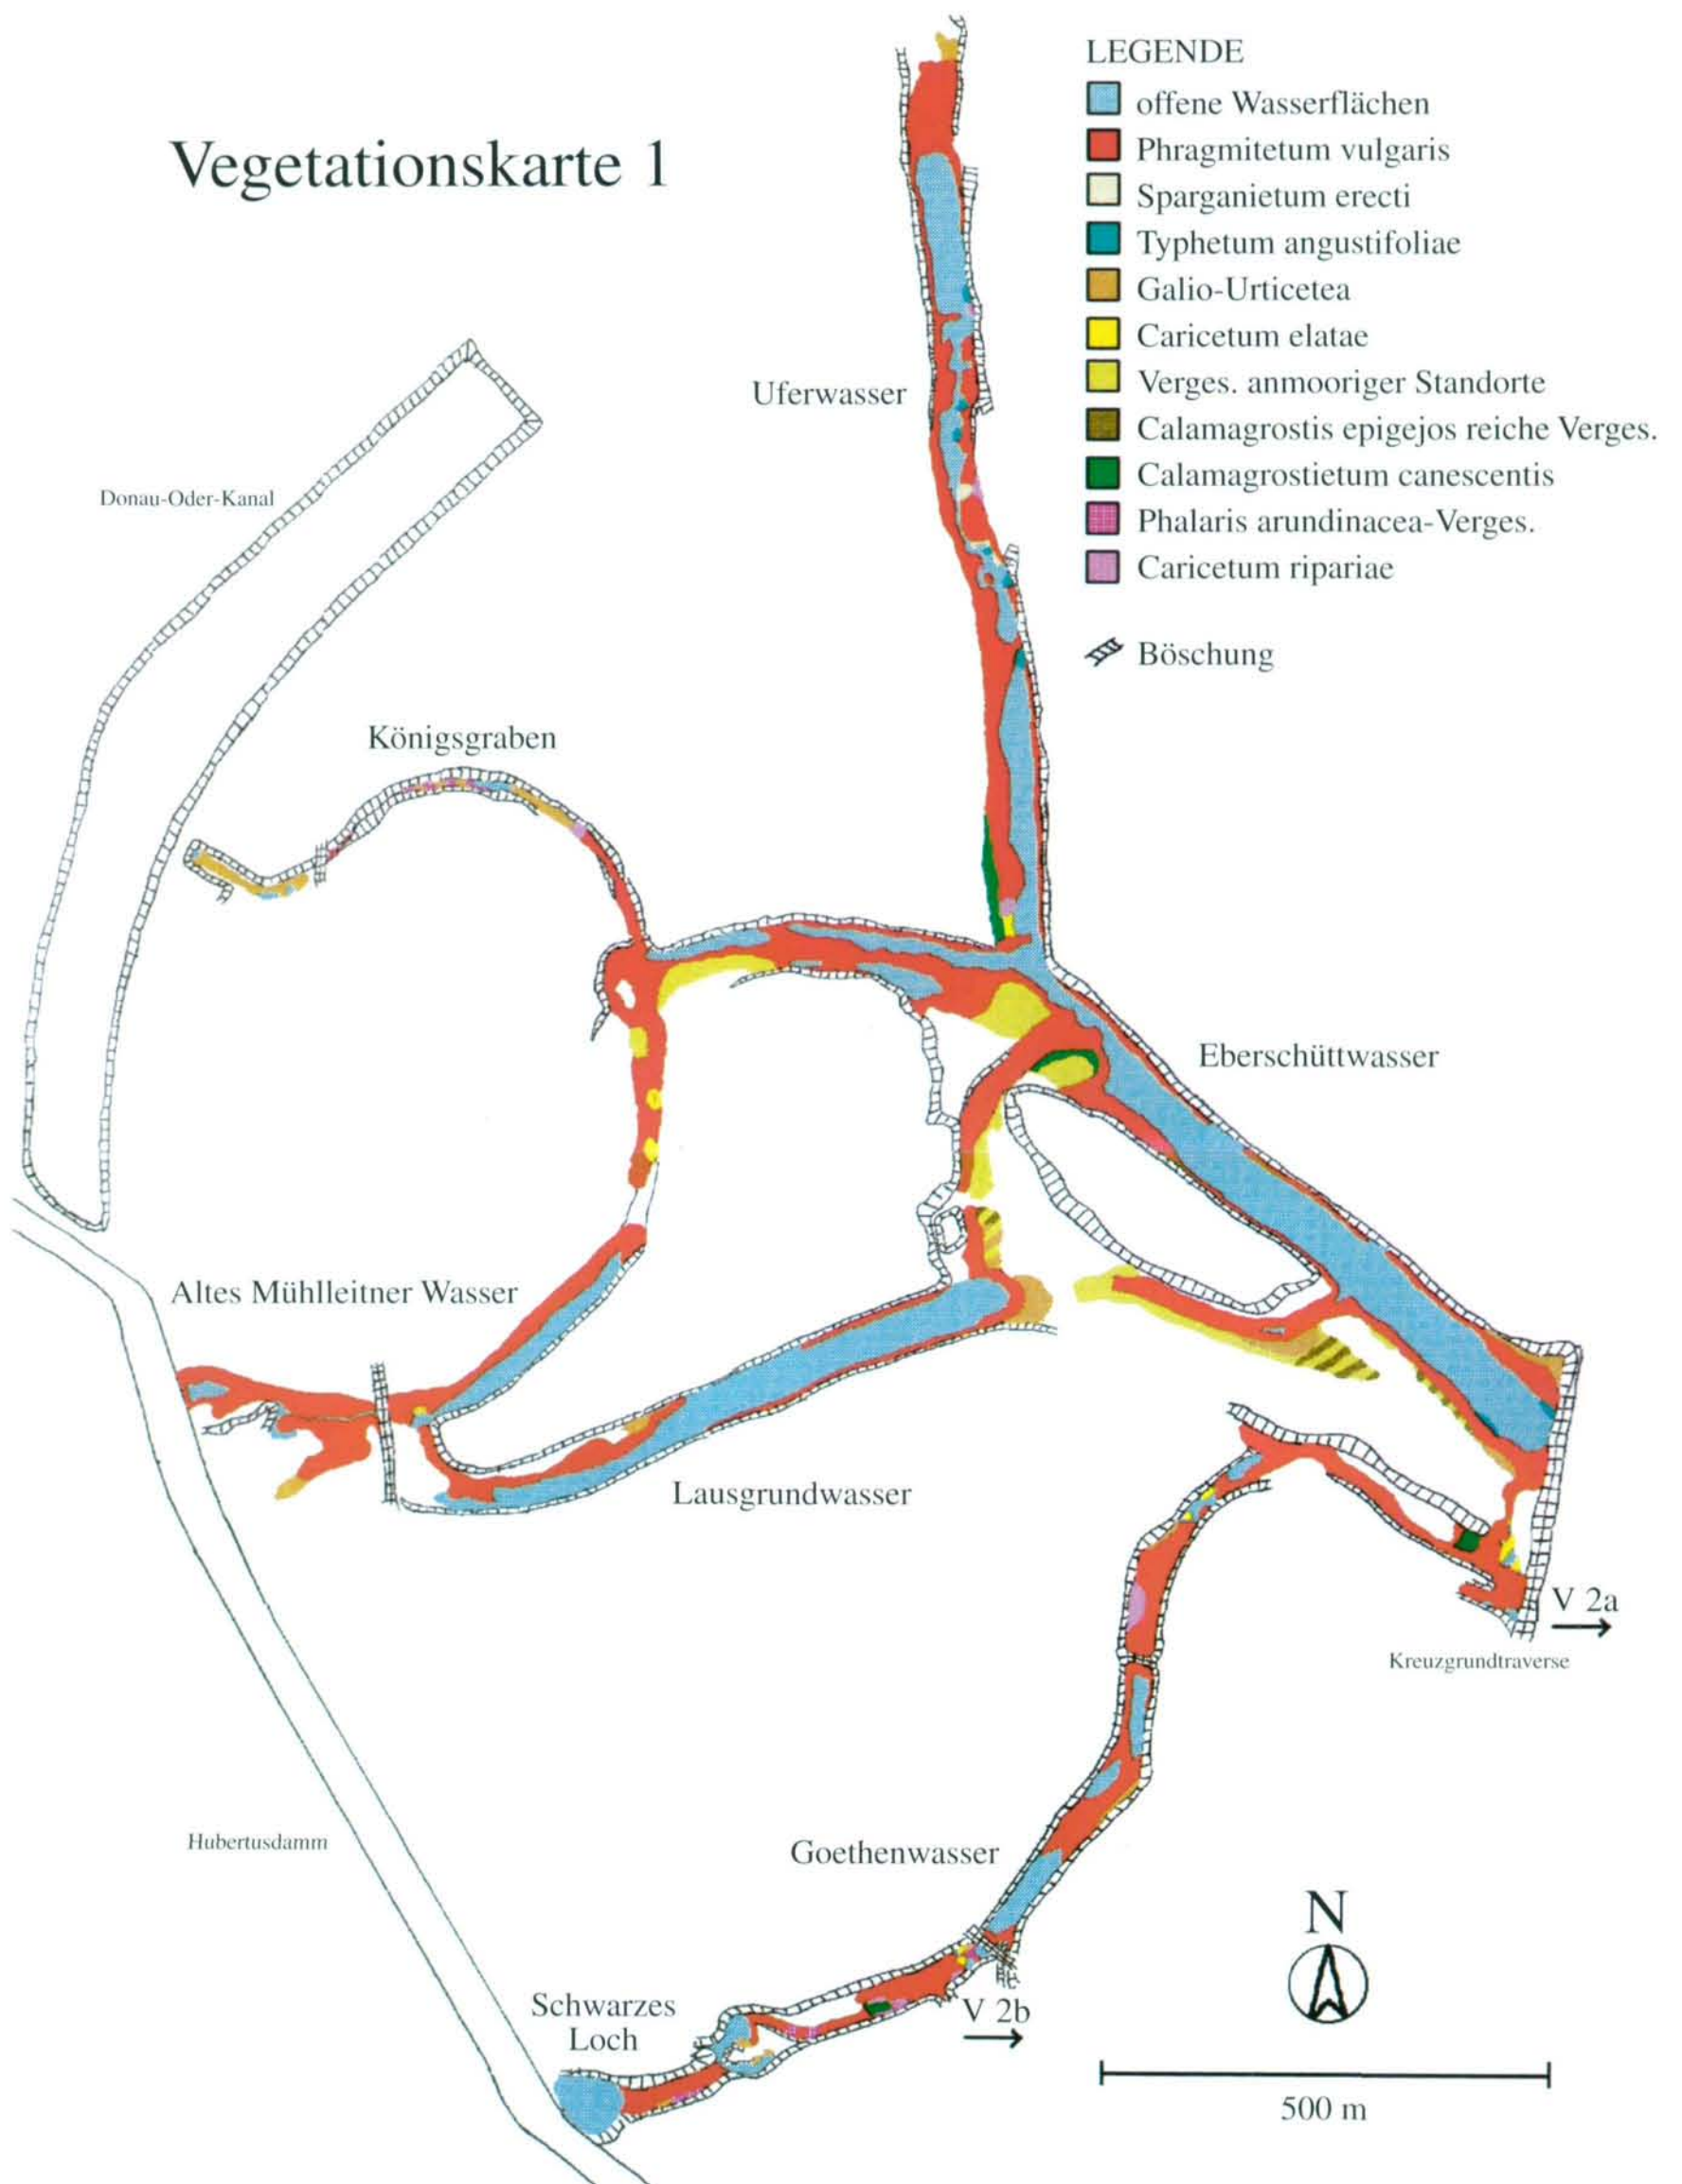 Vegetationskarte 1
LEGENDE
offene Wasserflächen
Phragmitetum vulgaris
Sparganietum erecti
Typhetum angustifoliae
Galio-Urticetea
Caricetum elatae
Verges. anmooriger Standorte
Calamagrostis epigejos reiche Verges.
Calamagrostietum canescentis
Phalaris arundinacea-Verges.
Caricetum ripariae
Böschung
Uferwasser
Donau-Oder-Kanal
Königsgraben
Eberschüttwasser
Altes Mühlleitner Wasser
Lausgrundwasser
V 2a
Kreuzgrundtraverse
Hubertusdamm
Goethenwasser
N
Schwarzes
Loch
V 2b
500 m